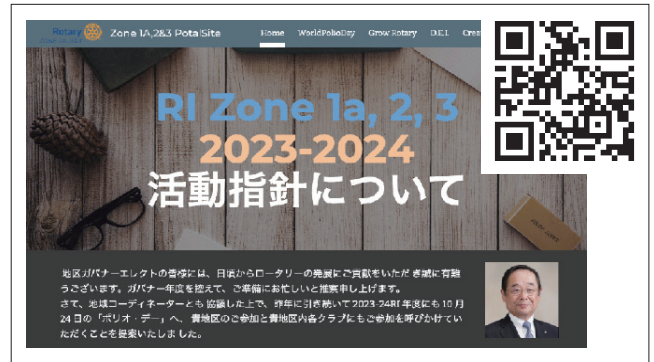 Rotary
Zone 1A,2&3 PotalSite
Home WorldPolioDay Grow Rotary D.E.I.
RI Zone 1a, 2, 3
2023-2024
活動指針について
地区ガバナーエレクトの皆様には、日頃からロータリーの発展にご貢献をいただき誠に有難
うございます。ガバナー年度を控えて、ご準備にお忙しいと推察申し上げます。
さて、地域コーディネーターとも協議した上で、昨年に引き続いて2023-24RI年度にも10月
24日の「ポリオ・デー」へ、貴地区のご参加と貴地区内各クラブにもご参加を呼びかけてい
ただくことを提案いたしました。